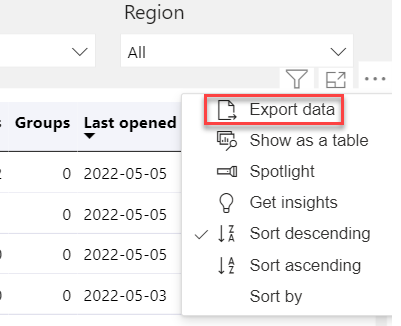 Region
All
s Groups Last opened
Export data
2 0 2022-05-05
Show as a table
Spotlight
0 2022-05-05
Get insights
0 0 2022-05-05
Sort descending
Sort ascending
0 0 2022-05-03
Sort by